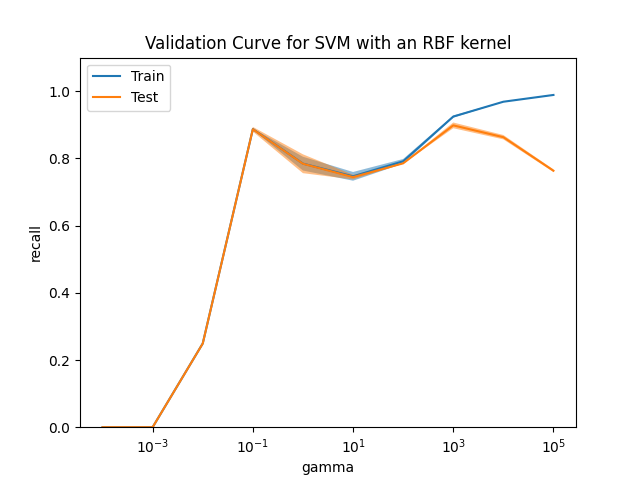 Validation Curve for SVM with an RBF kernel
Train
Test
1.0
0.8
0.6
0.4
0.2
0.0
recall
10⁻³
10⁻¹
10¹
10³
10⁵
gamma